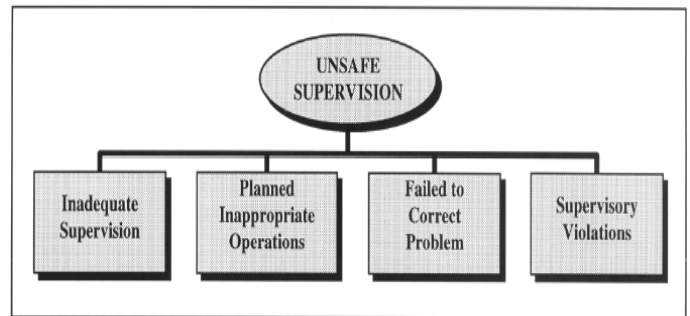 UNSAFE
SUPERVISION
Inadequate
Supervision
Planned
Inappropriate
Operations
Failed to
Correct
Problem
Supervisory
Violations